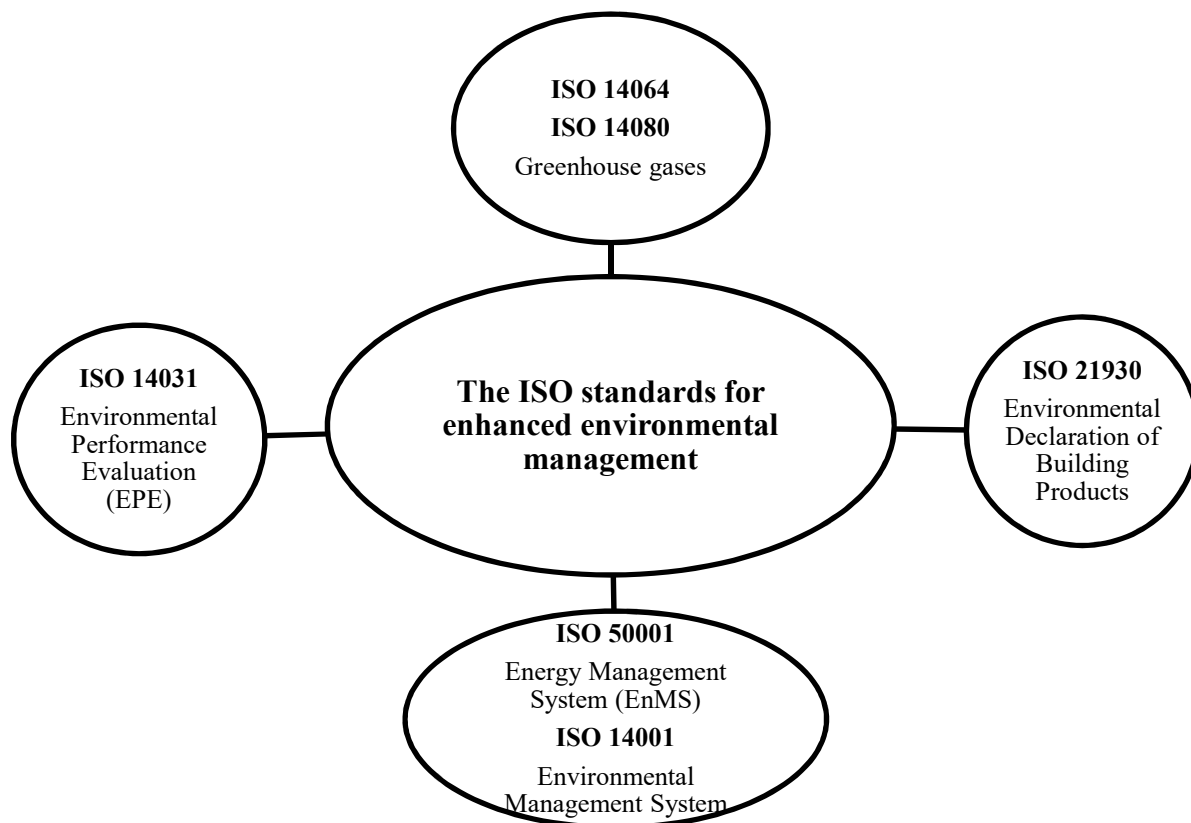 ISO 14064
ISO 14080
Greenhouse gases
ISO 14031
Environmental
Performance
Evaluation
(EPE)
The ISO standards for
enhanced environmental
management
ISO 21930
Environmental
Declaration of
Building
Products
ISO 50001
Energy Management
System (EnMS)
ISO 14001
Environmental
Management System